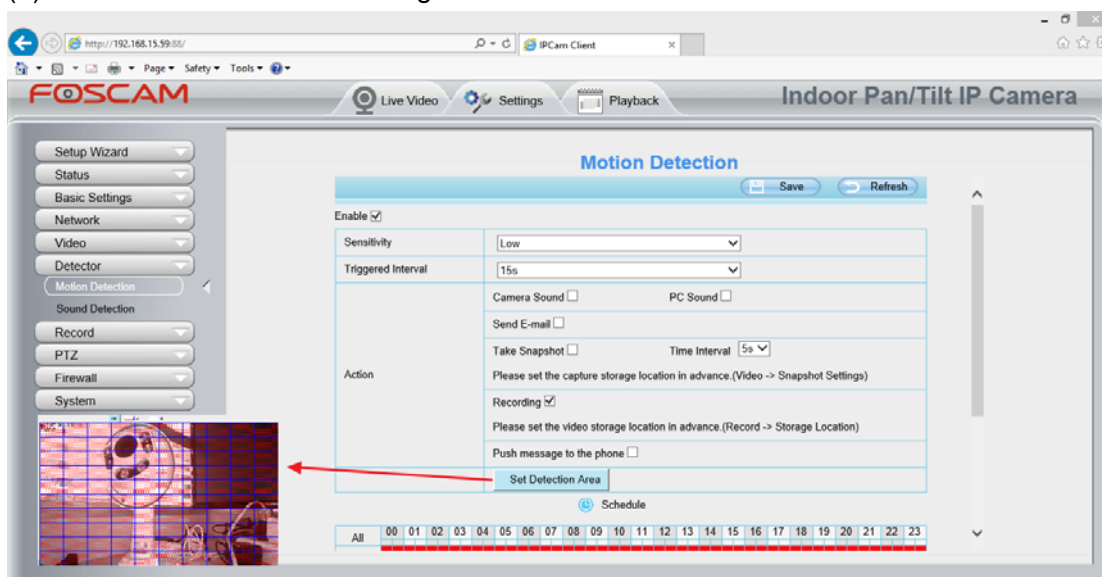 http://192.168.15.59:88/ IPCam Client
Page Safety Tools
FOSCAM Live Video Settings Playback Indoor Pan/Tilt IP Camera
Setup Wizard
Status
Basic Settings
Network
Video
Detector
Motion Detection
Sound Detection
Record
PTZ
Firewall
System
Motion Detection
Save Refresh
Enable
Sensitivity Low
Triggered Interval 15s
Action
Camera Sound PC Sound
Send E-mail
Take Snapshot Time Interval 5s
Please set the capture storage location in advance.(Video -> Snapshot Settings)
Recording
Please set the video storage location in advance.(Record -> Storage Location)
Push message to the phone
Set Detection Area
Schedule
All 00 01 02 03 04 05 06 07 08 09 10 11 12 13 14 15 16 17 18 19 20 21 22 23